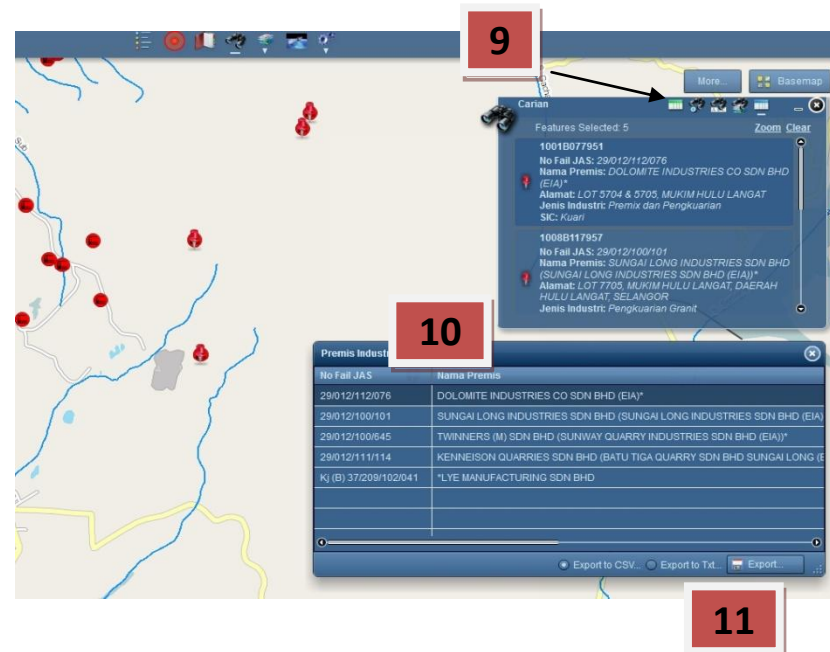 9
More...
Basemap
Carian
Features Selected: 5
Zoom Clear
1001B077951
No Fail JAS: 29/012/112/076
Nama Premis: DOLOMITE INDUSTRIES CO SDN BHD
(EIA)*
Alamat: LOT 5704 & 5705, MUKIM HULU LANGAT
Jenis Industri: Premix dan Pengkuarian
SIC: Kuari
1008B117957
No Fail JAS: 29/012/100/101
Nama Premis: SUNGAI LONG INDUSTRIES SDN BHD
(SUNGAI LONG INDUSTRIES SDN BHD (EIA))*
Alamat: LOT 7705, MUKIM HULU LANGAT, DAERAH
HULU LANGAT, SELANGOR
Jenis Industri: Pengkuarian Granit
10
Premis Indust
No Fail JAS Nama Premis
29/012/112/076 DOLOMITE INDUSTRIES CO SDN BHD (EIA)*
29/012/100/101 SUNGAI LONG INDUSTRIES SDN BHD (SUNGAI LONG INDUSTRIES SDN BHD (EIA)
29/012/100/645 TWINNERS (M) SDN BHD (SUNWAY QUARRY INDUSTRIES SDN BHD (EIA))*
29/012/111/114 KENNEISON QUARRIES SDN BHD (BATU TIGA QUARRY SDN BHD SUNGAI LONG (E
Kj (B) 37/209/102/041 *LYE MANUFACTURING SDN BHD
Export to CSV... Export to Txt... Export...
11